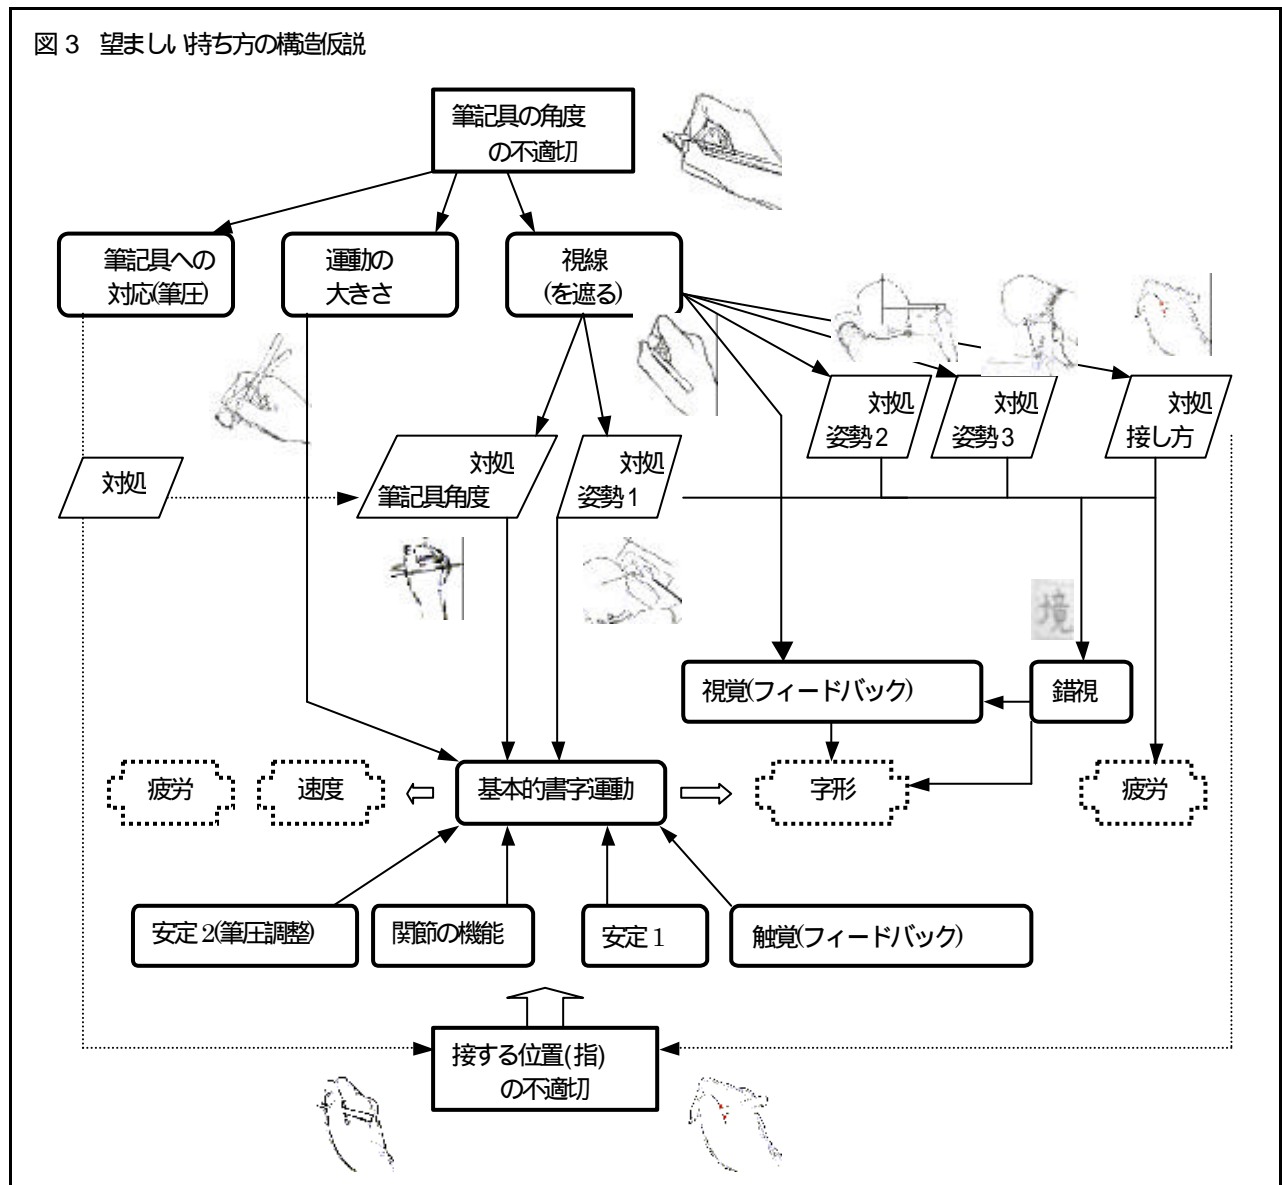 図3　望ましい持ち方の構造仮説
筆記具の角度
の不適切
筆記具への
対応(筆圧)
運動の
大きさ
視線
(を遮る)
対処
姿勢2
対処
姿勢3
対処
接し方
対処
対処
筆記具角度
対処
姿勢1
境
視覚(フィードバック)
錯視
疲労
速度
基本的書字運動
字形
疲労
安定2(筆圧調整)
関節の機能
安定1
触覚(フィードバック)
接する位置(指)
の不適切